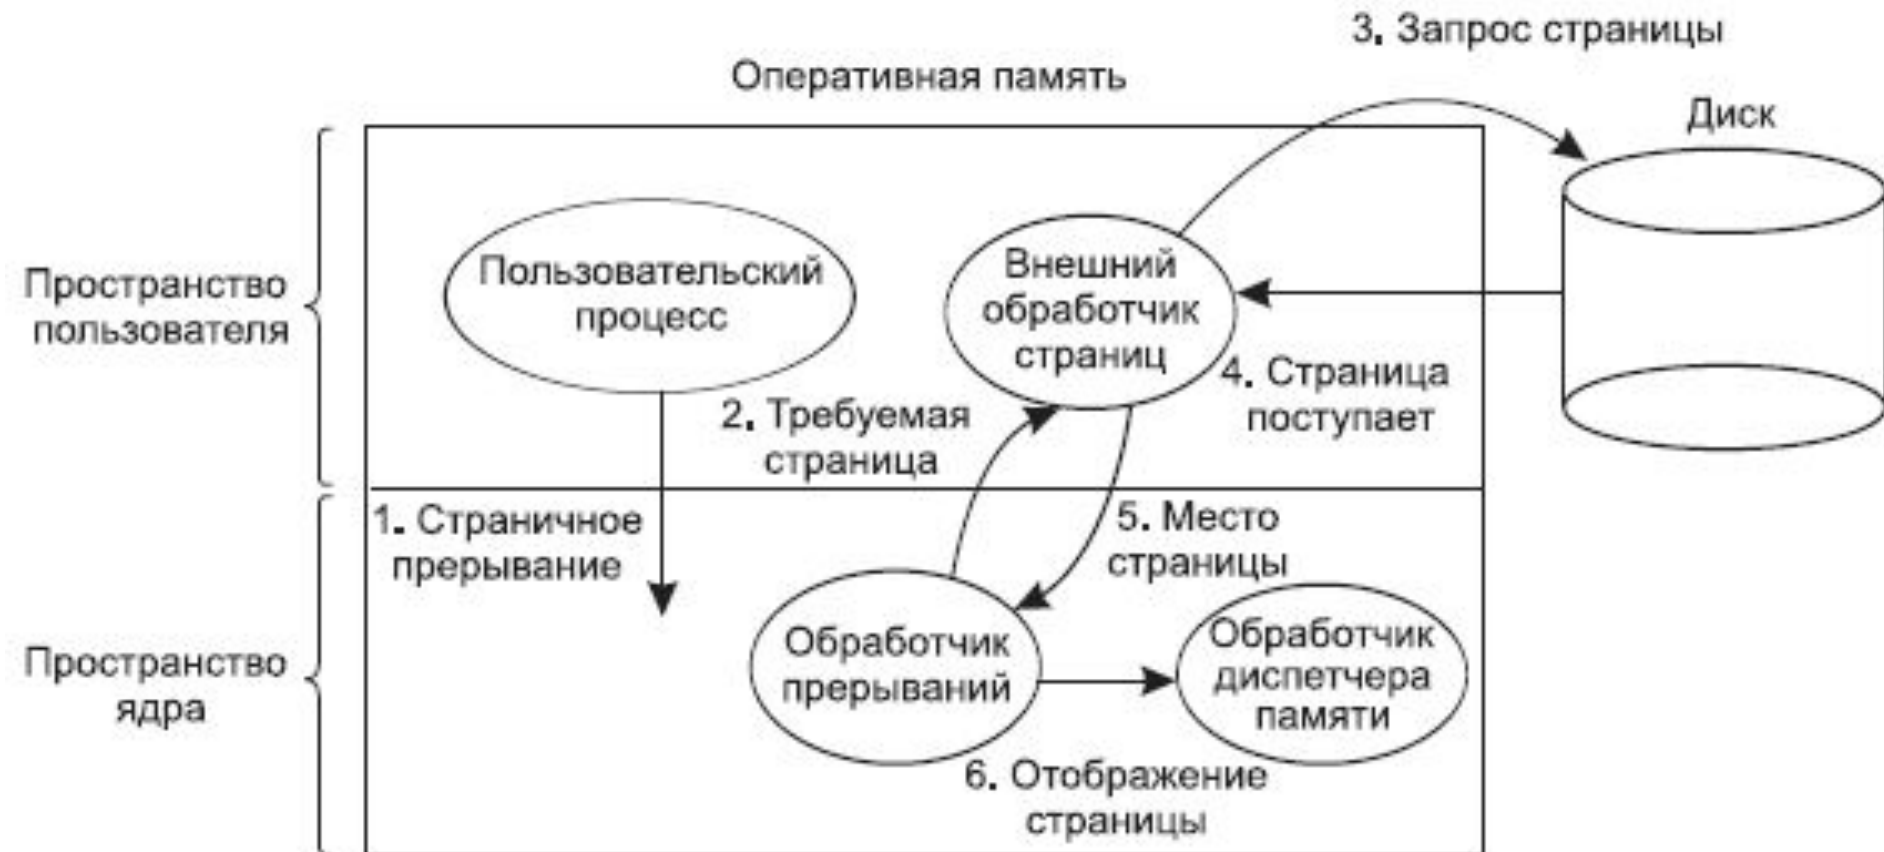 3. Запрос страницы
Оперативная память
Диск
Пространство
пользователя
Пользовательский
процесс
Внешний
обработчик
страниц
4. Страница
поступает
2. Требуемая
страница
1. Страничное
прерывание
5. Место
страницы
Пространство
ядра
Обработчик
прерываний
Обработчик
диспетчера
памяти
6. Отображение
страницы